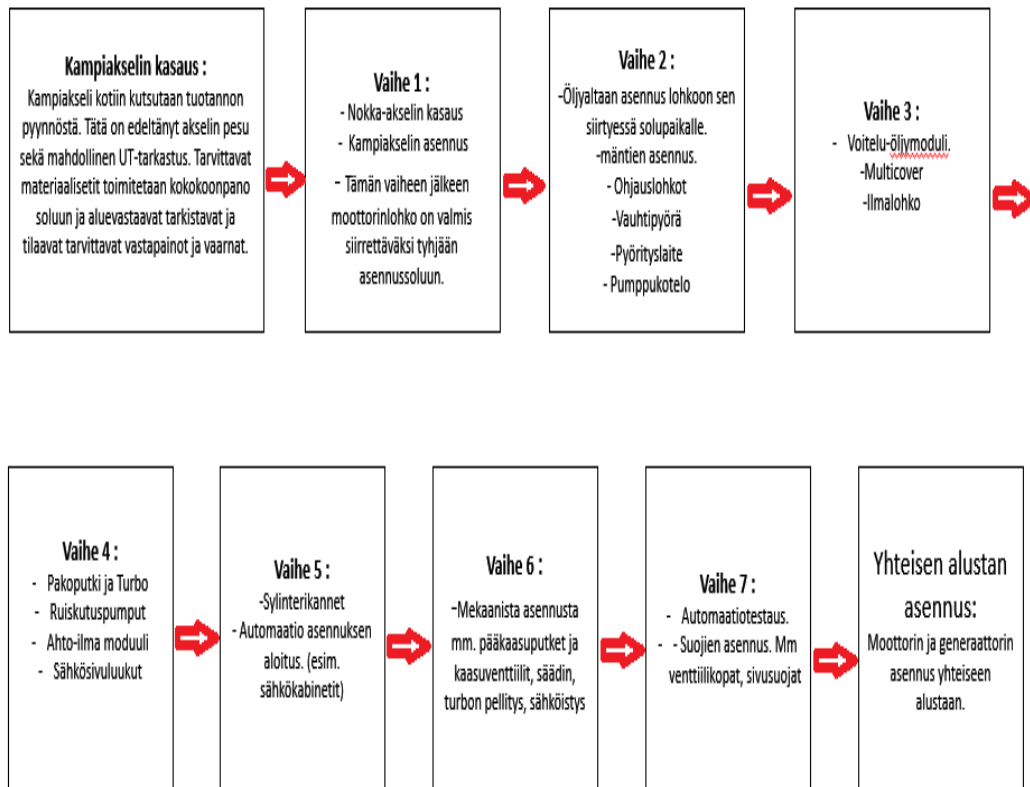 Kampiakselin kasaus :
Kampiakseli kotiin kutsutaan tuotannon
pyynnöstä. Tätä on edeltänyt akselin pesu
sekä mahdollinen UT-tarkastus. Tarvittavat
materiaalisetit toimitetaan kokokoonpano
soluun ja aluevastaavat tarkistavat ja
tilaavat tarvittavat vastapainot ja vaarnat.
Vaihe 1 :
- Nokka-akselin kasaus
- Kampiakselin asennus
- Tämän vaiheen jälkeen
moottorinlohko on valmis
siirrettäväksi tyhjään
asennussoluun.
Vaihe 2 :
-Öljyaltaan asennus lohkoon sen
siirtyessä solupaikalle.
-mäntien asennus.
- Ohjauslohkot
- Vauhtipyörä
-Pyörityslaite
- Pumppukotelo
Vaihe 3 :
- Voitelu-öljymoduli.
-Multicover
-Ilmalohko
Vaihe 4 :
- Pakoputki ja Turbo
- Ruiskutuspumput
- Ahto-ilma moduuli
- Sähkösivuluukut
Vaihe 5 :
-Sylinterikannet
- Automaatio asennuksen
aloitus. (esim.
sähkökabinetit)
Vaihe 6 :
-Mekaanista asennusta
mm. pääkaasuputket ja
kaasuventtiilit, säädin,
turbon pellitys, sähköistys
Vaihe 7 :
- Automaatiotestaus.
- - Suojien asennus. Mm
venttiilikopat, sivusuojat
Yhteisen alustan
asennus:
Moottorin ja generaattorin
asennus yhteiseen
alustaan.